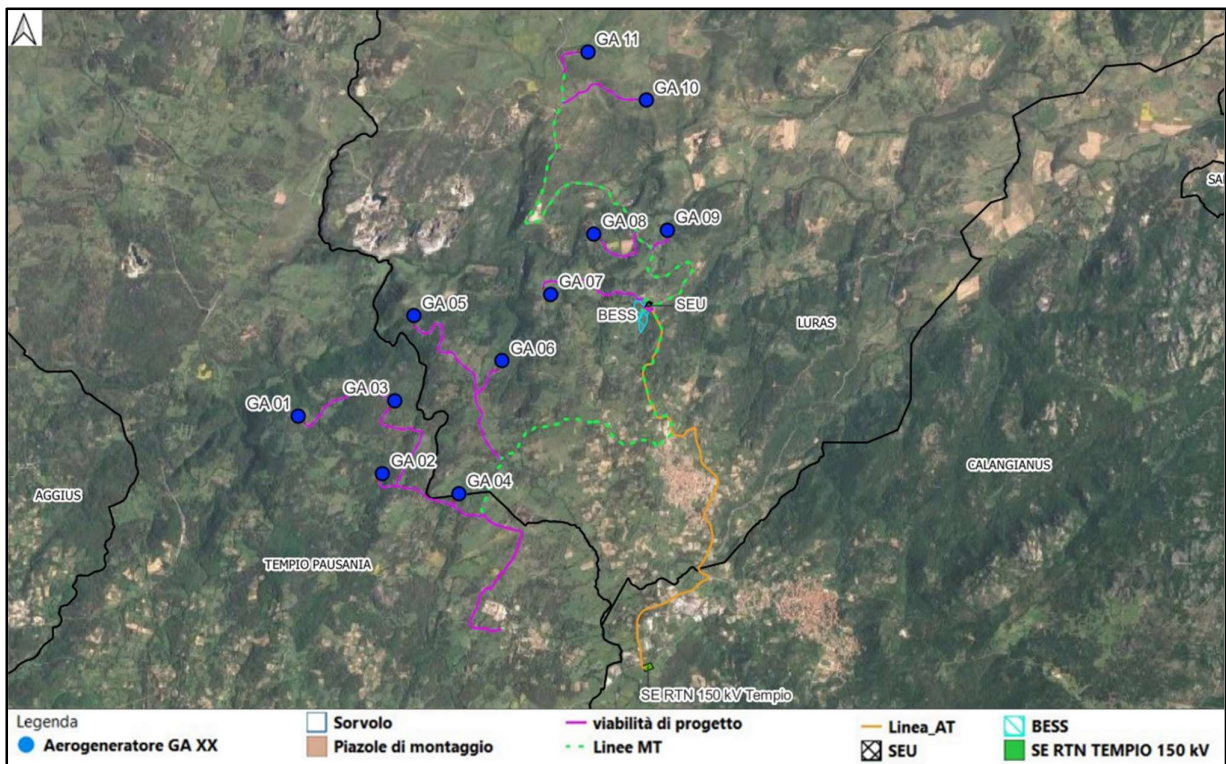 GA 11
GA 10
SA
GA 08
GA 09
GA 07
SEU
GA 05
BESS
LURAS
GA 06
GA 03
GA 01
GA 02
CALANGIANUS
GA 04
AGGIUS
TEMPIO PAUSANIA
SE RTN 150 kV Tempio
Legenda
Aerogeneratore GA XX
Sorvolo
Piazole di montaggio
viabilità di progetto
Linee MT
Linea_AT
SEU
BESS
SE RTN TEMPIO 150 kV